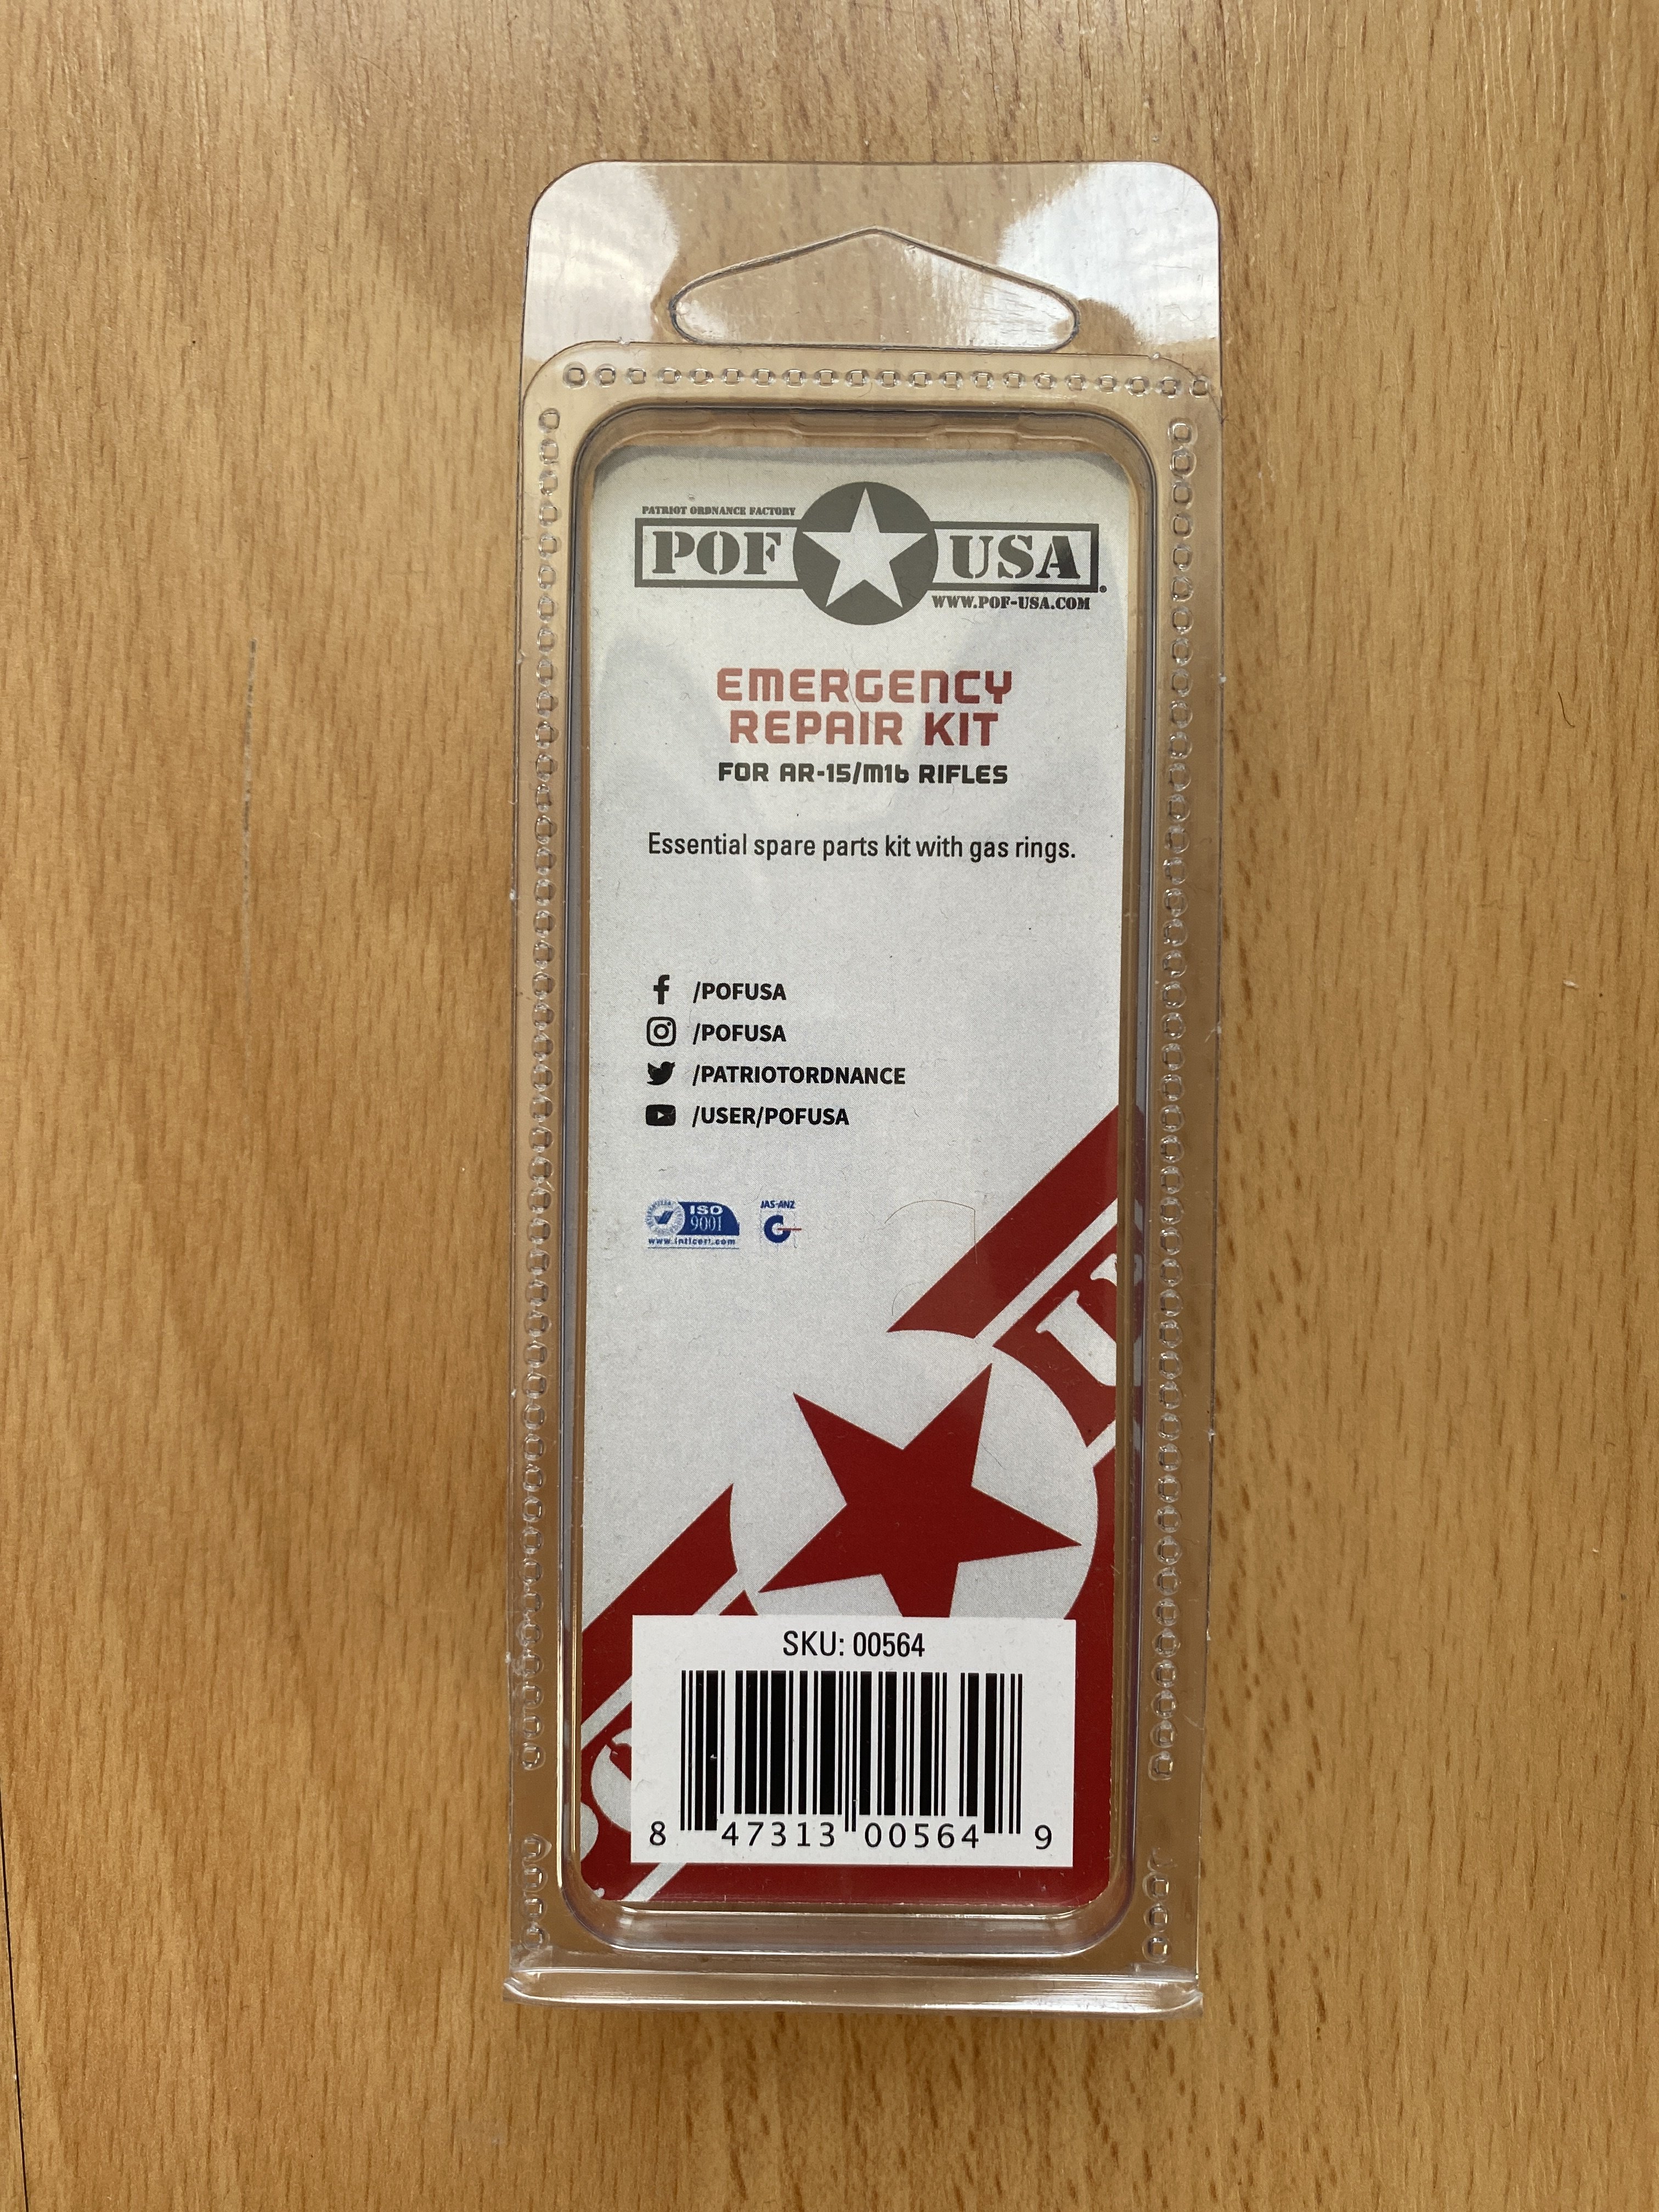 PATRIOT ORDNANCE FACTORY
POF USA
WWW.POF-USA.COM
EMERGENCY
REPAIR KIT
FOR AR-15/M16 RIFLES
Essential spare parts kit with gas rings.
/POFUSA
/POFUSA
/PATRIOTORDNANCE
/USER/POFUSA
ISO
9001
www.intlcert.com
JAS-ANZ
U
SKU: 00564
8 47313 00564 9